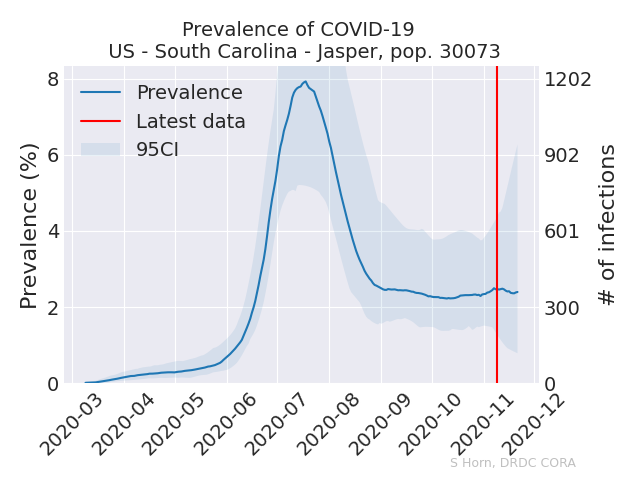 Prevalence of COVID-19
US - South Carolina - Jasper, pop. 30073
Prevalence
Latest data
95CI
Prevalence (%)
8
6
4
2
0
# of infections
1202
902
601
300
0
2020-03
2020-04
2020-05
2020-06
2020-07
2020-08
2020-09
2020-10
2020-11
2020-12
S Horn, DRDC CORA